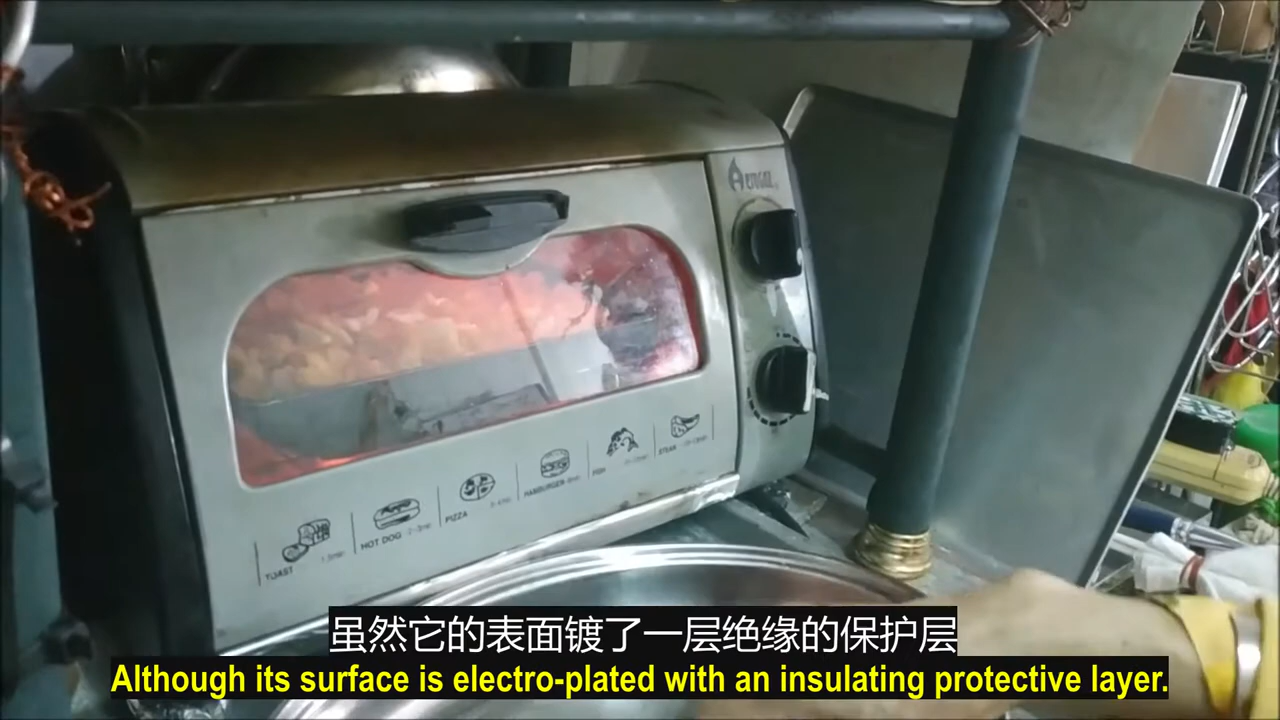 TOAST
HOT DOG
PIZZA
HAMBURGER
FISH
STEAK
虽然它的表面镀了一层绝缘的保护层
Although its surface is electro-plated with an insulating protective layer.